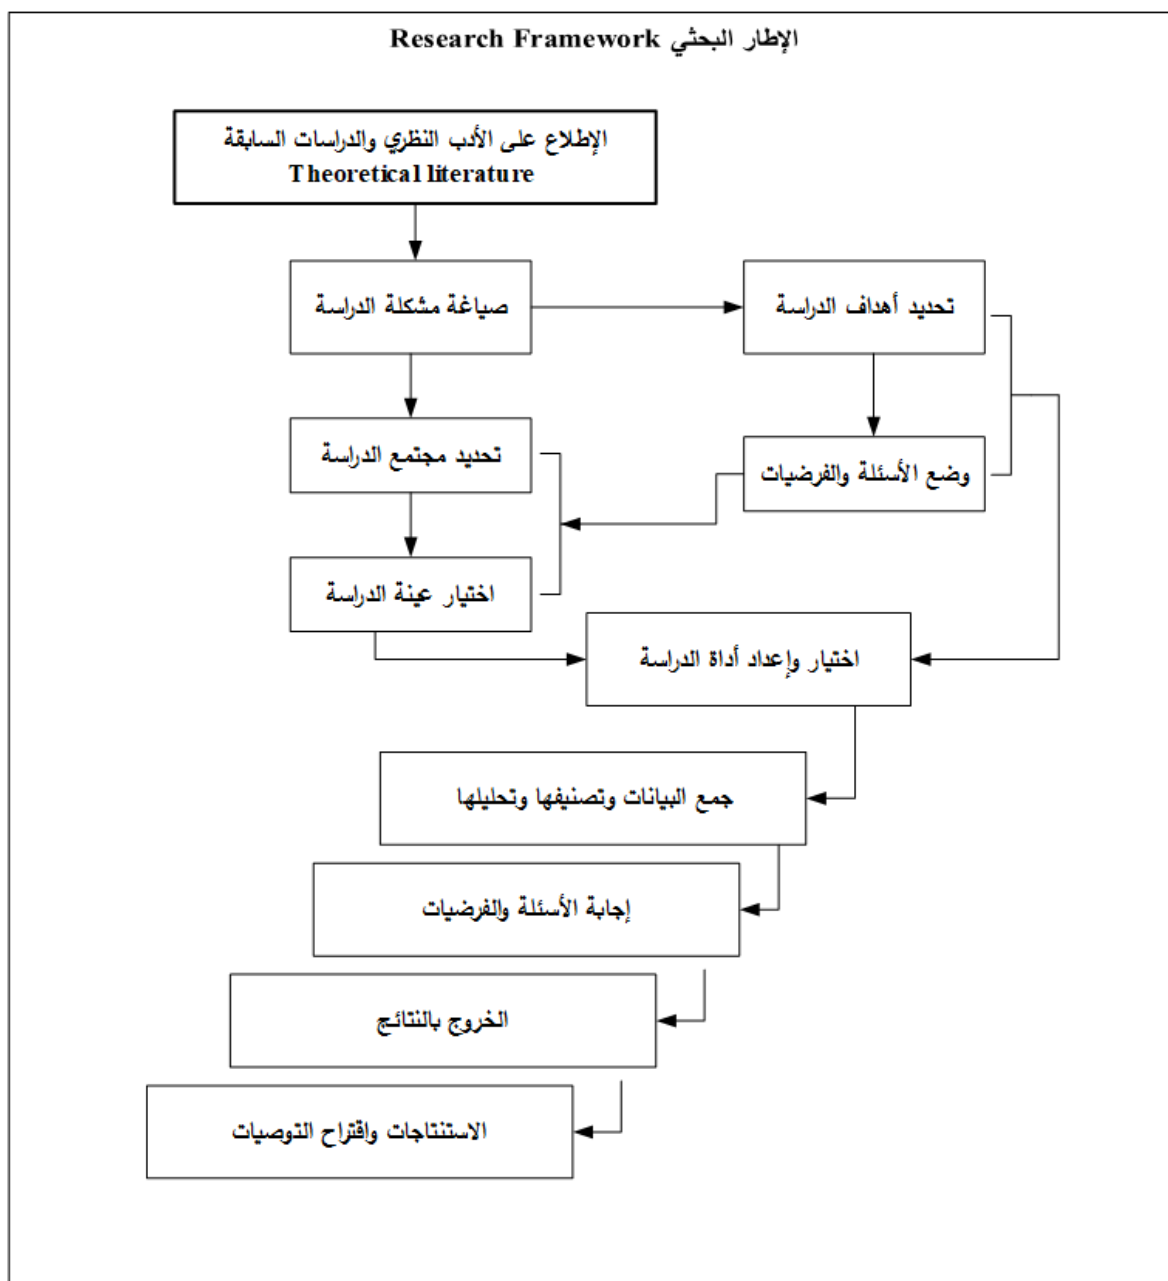 الإطار البحثي Research Framework
الإطلاع على الأدب النظري والدراسات السابقة
Theoretical literature
صياغة مشكلة الدراسة
تحديد أهداف الدراسة
تحديد مجتمع الدراسة
وضع الأسئلة والفرضيات
اختيار عينة الدراسة
اختيار وإعداد أداة الدراسة
جمع البيانات وتصنيفها وتحليلها
إجابة الأسئلة والفرضيات
الخروج بالنتائج
الاستنتاجات واقتراح التوصيات